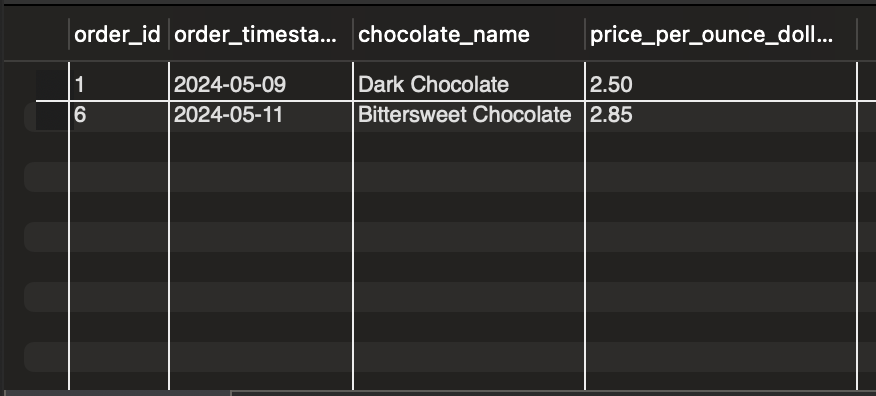 order_id order_timesta... chocolate_name price_per_ounce_doll...
1 2024-05-09 Dark Chocolate 2.50
6 2024-05-11 Bittersweet Chocolate 2.85